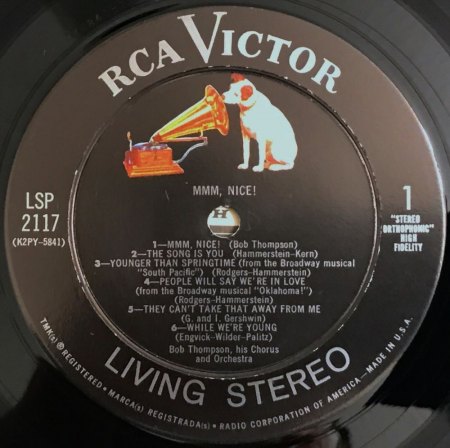 RCA VICTOR
MMM, NICE!
LSP
2117
(K2PY-5841)
1
"STEREO
ORTHOPHONIC"
HIGH
FIDELITY
1—MMM, NICE! (Bob Thompson)
2—THE SONG IS YOU (Hammerstein-Kern)
3—YOUNGER THAN SPRINGTIME (from the Broadway musical
"South Pacific") (Rodgers-Hammerstein)
4—PEOPLE WILL SAY WE'RE IN LOVE
(from the Broadway musical "Oklahoma!")
(Rodgers-Hammerstein)
5—THEY CAN'T TAKE THAT AWAY FROM ME
(G. and I. Gershwin)
6—WHILE WE'RE YOUNG
(Engvick-Wilder-Palitz)
Bob Thompson, his Chorus
and Orchestra
LIVING STEREO
TMK(s) ® REGISTERED • MARCA(s) REGISTRADA(s) • RADIO CORPORATION OF AMERICA—MADE IN U.S.A.